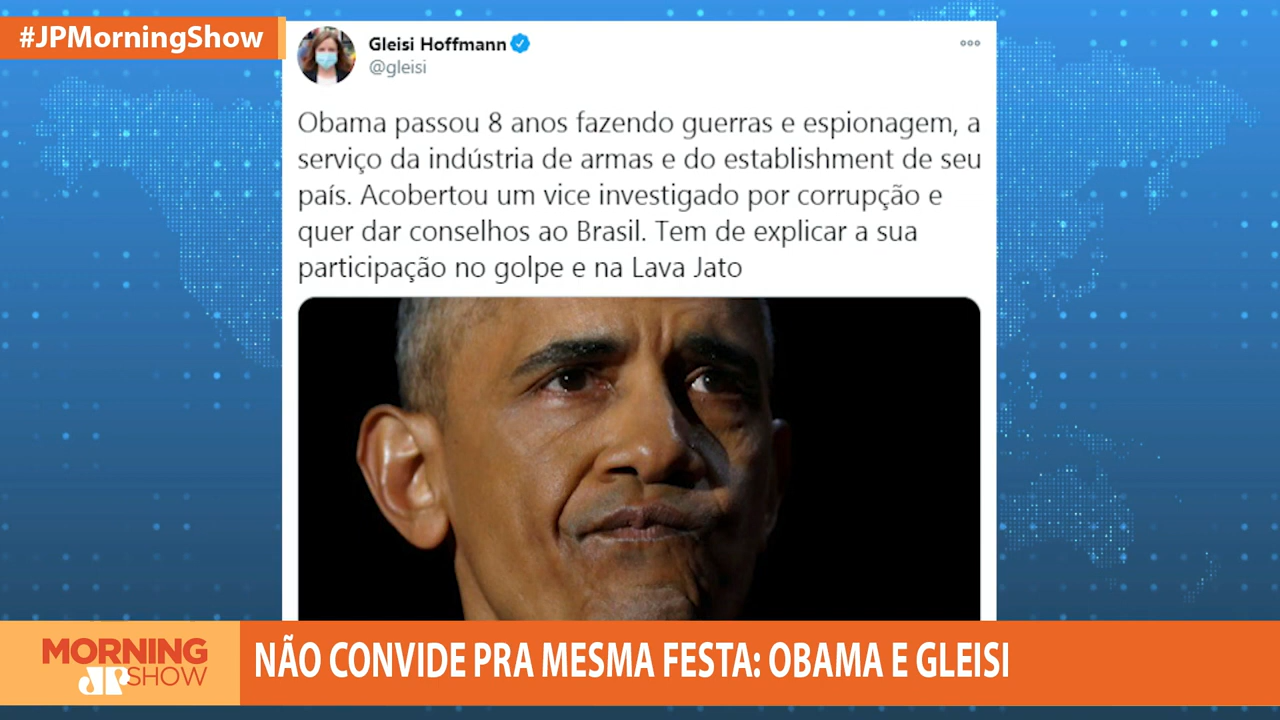 #JPMorningShow
Gleisi Hoffmann
@gleisi
Obama passou 8 anos fazendo guerras e espionagem, a
serviço da indústria de armas e do establishment de seu
país. Acobertou um vice investigado por corrupção e
quer dar conselhos ao Brasil. Tem de explicar a sua
participação no golpe e na Lava Jato
MORNING
JP SHOW
NÃO CONVIDE PRA MESMA FESTA: OBAMA E GLEISI